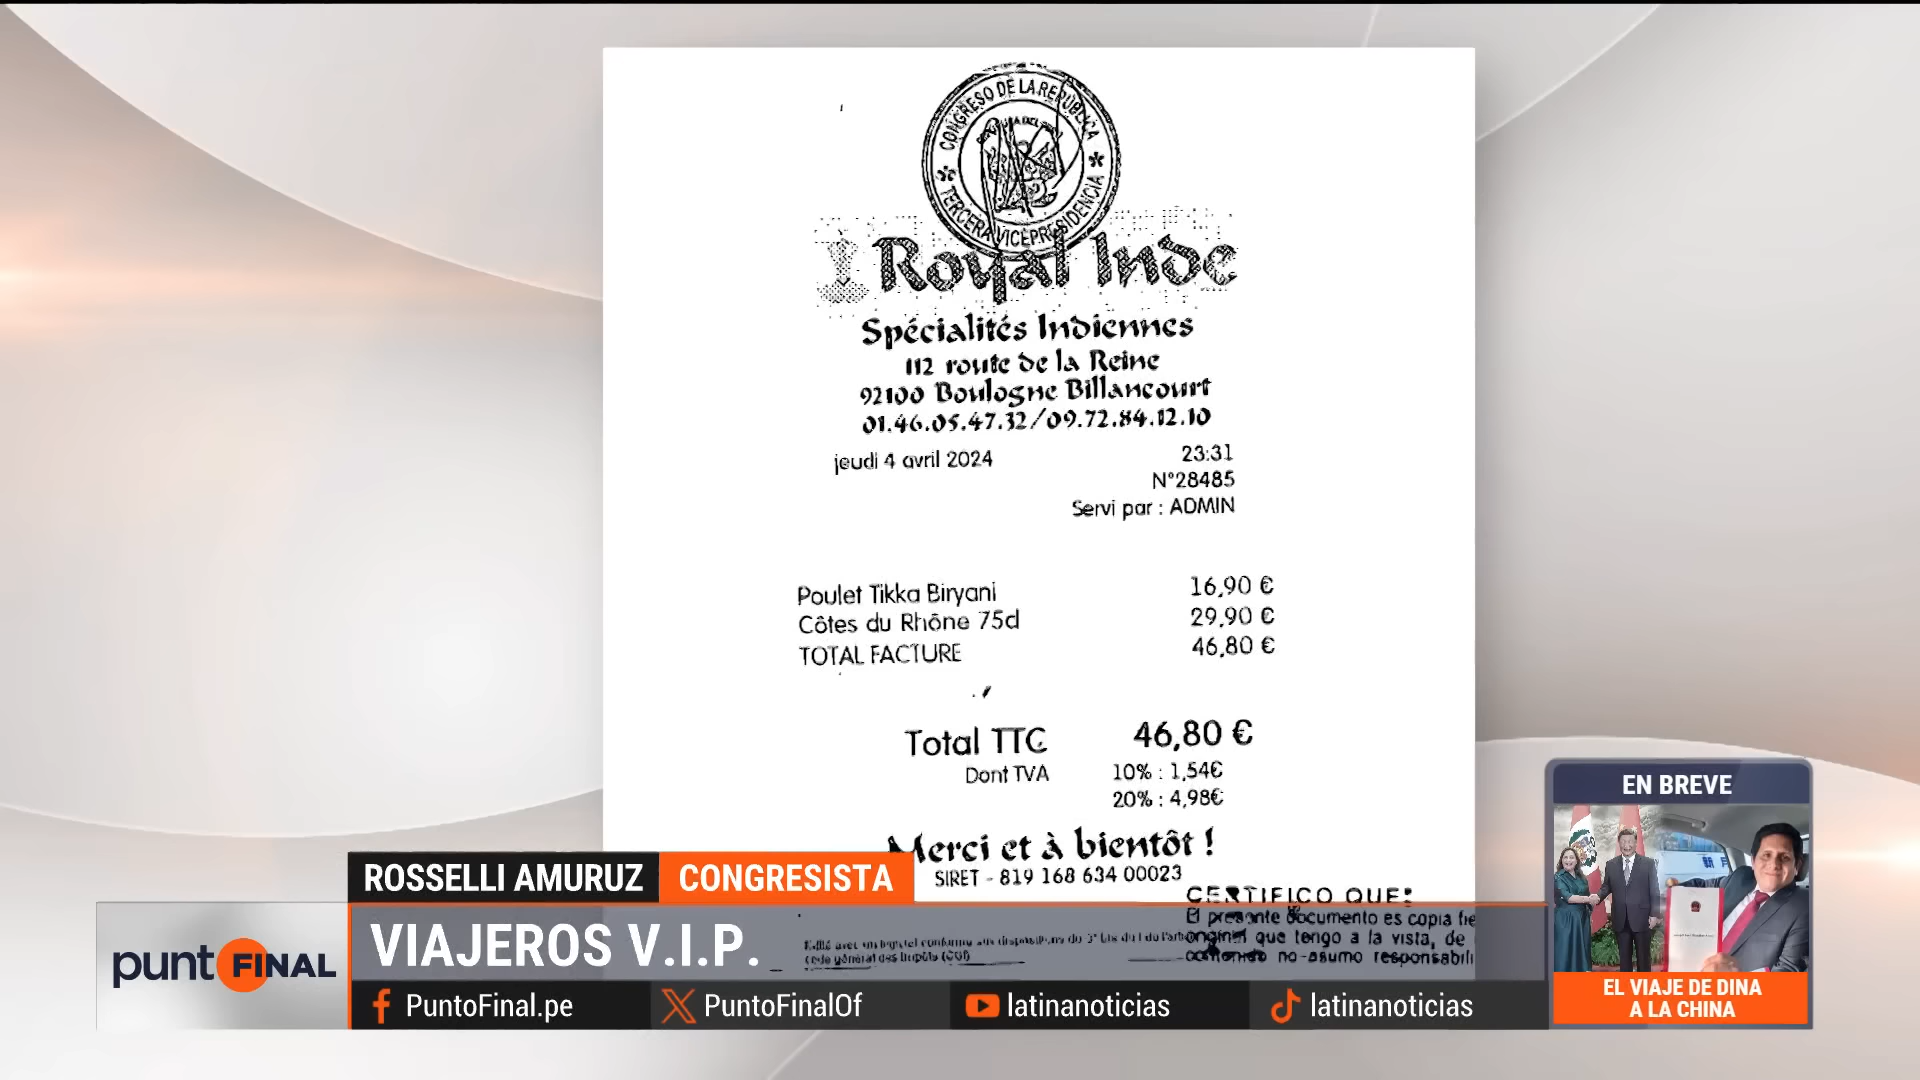 CONGRESO DE LA REPÚBLICA
TERCERA VICEPRESIDENCIA
Royal Inde
Spécialités Indiennes
112 route de la Reine
92100 Boulogne Billancourt
01.46.05.47.32/09.72.84.12.10
jeudi 4 avril 2024 23:31
N°28485
Servi par : ADMIN
Poulet Tikka Biryani 16,90 €
Côtes du Rhône 75cl 29,90 €
TOTAL FACTURE 46,80 €
Total TTC 46,80 €
Dont TVA 10% : 1,54€
20% : 4,98€
Merci et à bientôt !
SIRET - 819 168 634 00023
CERTIFICO QUE:
El presente documento es copia fie
original que tengo a la vista, de
contenido no asumo responsabili
EN BREVE
EL VIAJE DE DINA
A LA CHINA
ROSSELLI AMURUZ CONGRESISTA
VIAJEROS V.I.P.
punto FINAL
PuntoFinal.pe PuntoFinalOf latinanoticias latinanoticias